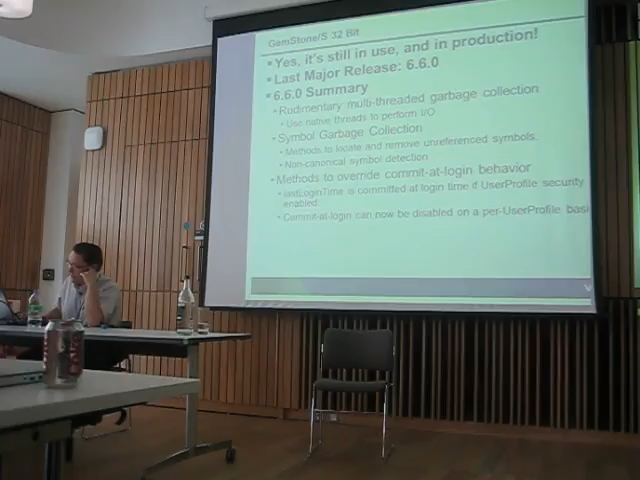 GemStone/S 32 Bit
Yes, it's still in use, and in production!
Last Major Release: 6.6.0
6.6.0 Summary
Rudimentary multi-threaded garbage collection
Use native threads to perform I/O
Symbol Garbage Collection
Methods to locate and remove unreferenced symbols.
Non-canonical symbol detection
Methods to override commit-at-login behavior
lastLoginTime is committed at login time if UserProfile security
enabled.
Commit-at-login can now be disabled on a per-UserProfile basi